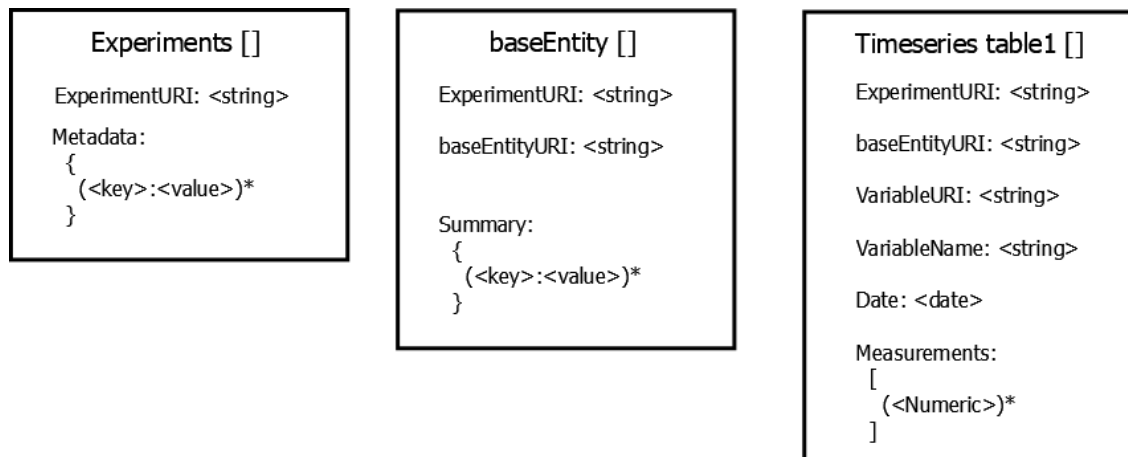 Experiments []
ExperimentURI: <string>
Metadata:
{
(<key>:<value>)*
}
baseEntity []
ExperimentURI: <string>
baseEntityURI: <string>
Summary:
{
(<key>:<value>)*
}
Timeseries table1 []
ExperimentURI: <string>
baseEntityURI: <string>
VariableURI: <string>
VariableName: <string>
Date: <date>
Measurements:
[
(<Numeric>)*
]